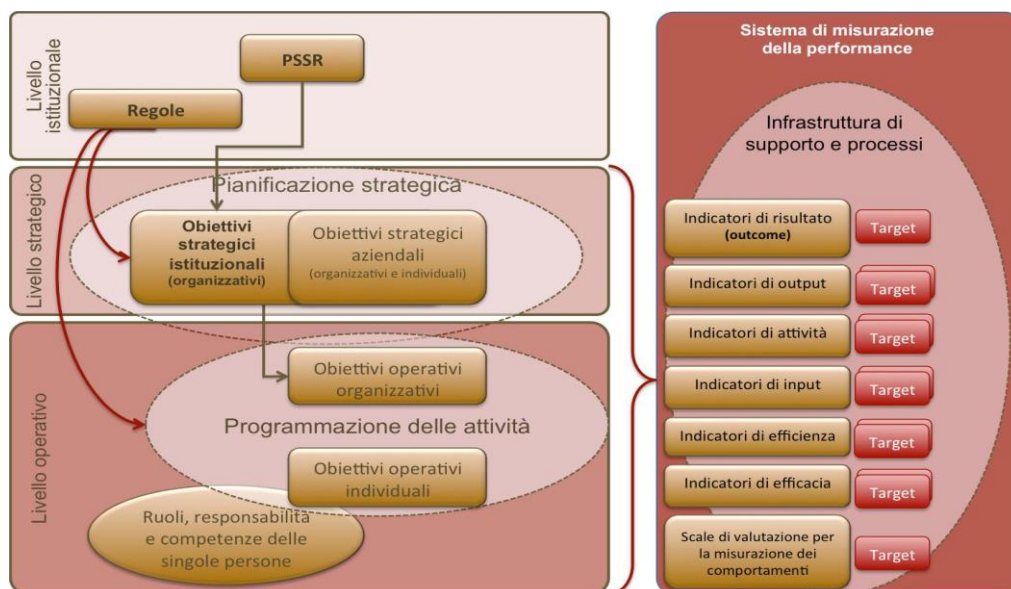 Livello
istituzionale
PSSR
Regole
Livello strategico
Pianificazione strategica
Obiettivi
strategici
istituzionali
(organizzativi)
Obiettivi strategici
aziendali
(organizzativi e individuali)
Livello operativo
Obiettivi operativi
organizzativi
Programmazione delle attività
Obiettivi operativi
individuali
Ruoli, responsabilità
e competenze delle
singole persone
Sistema di misurazione
della performance
Infrastruttura di
supporto e processi
Indicatori di risultato
(outcome)
Target
Indicatori di output
Target
Indicatori di attività
Target
Indicatori di input
Target
Indicatori di efficienza
Target
Indicatori di efficacia
Target
Scale di valutazione per
la misurazione dei
comportamenti
Target